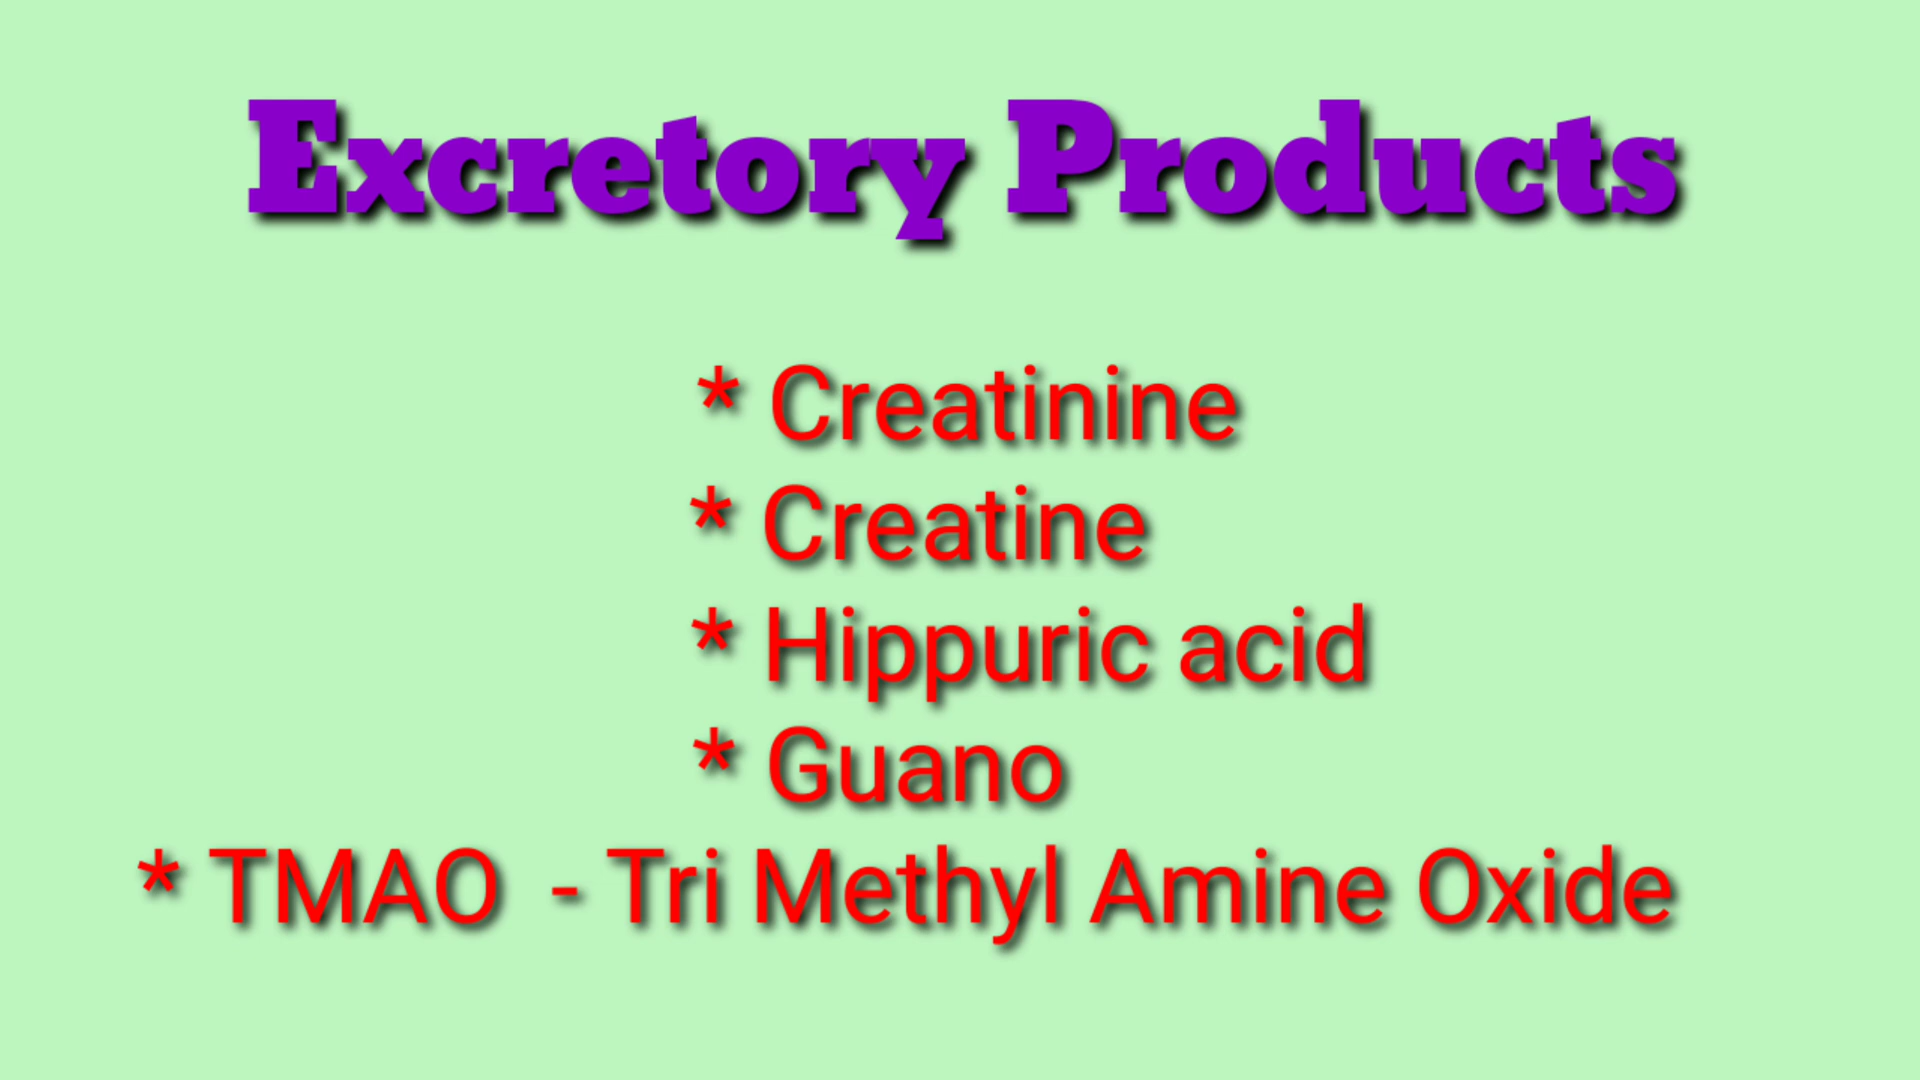 Excretory Products
* Creatinine
* Creatine
* Hippuric acid
* Guano
* TMAO - Tri Methyl Amine Oxide